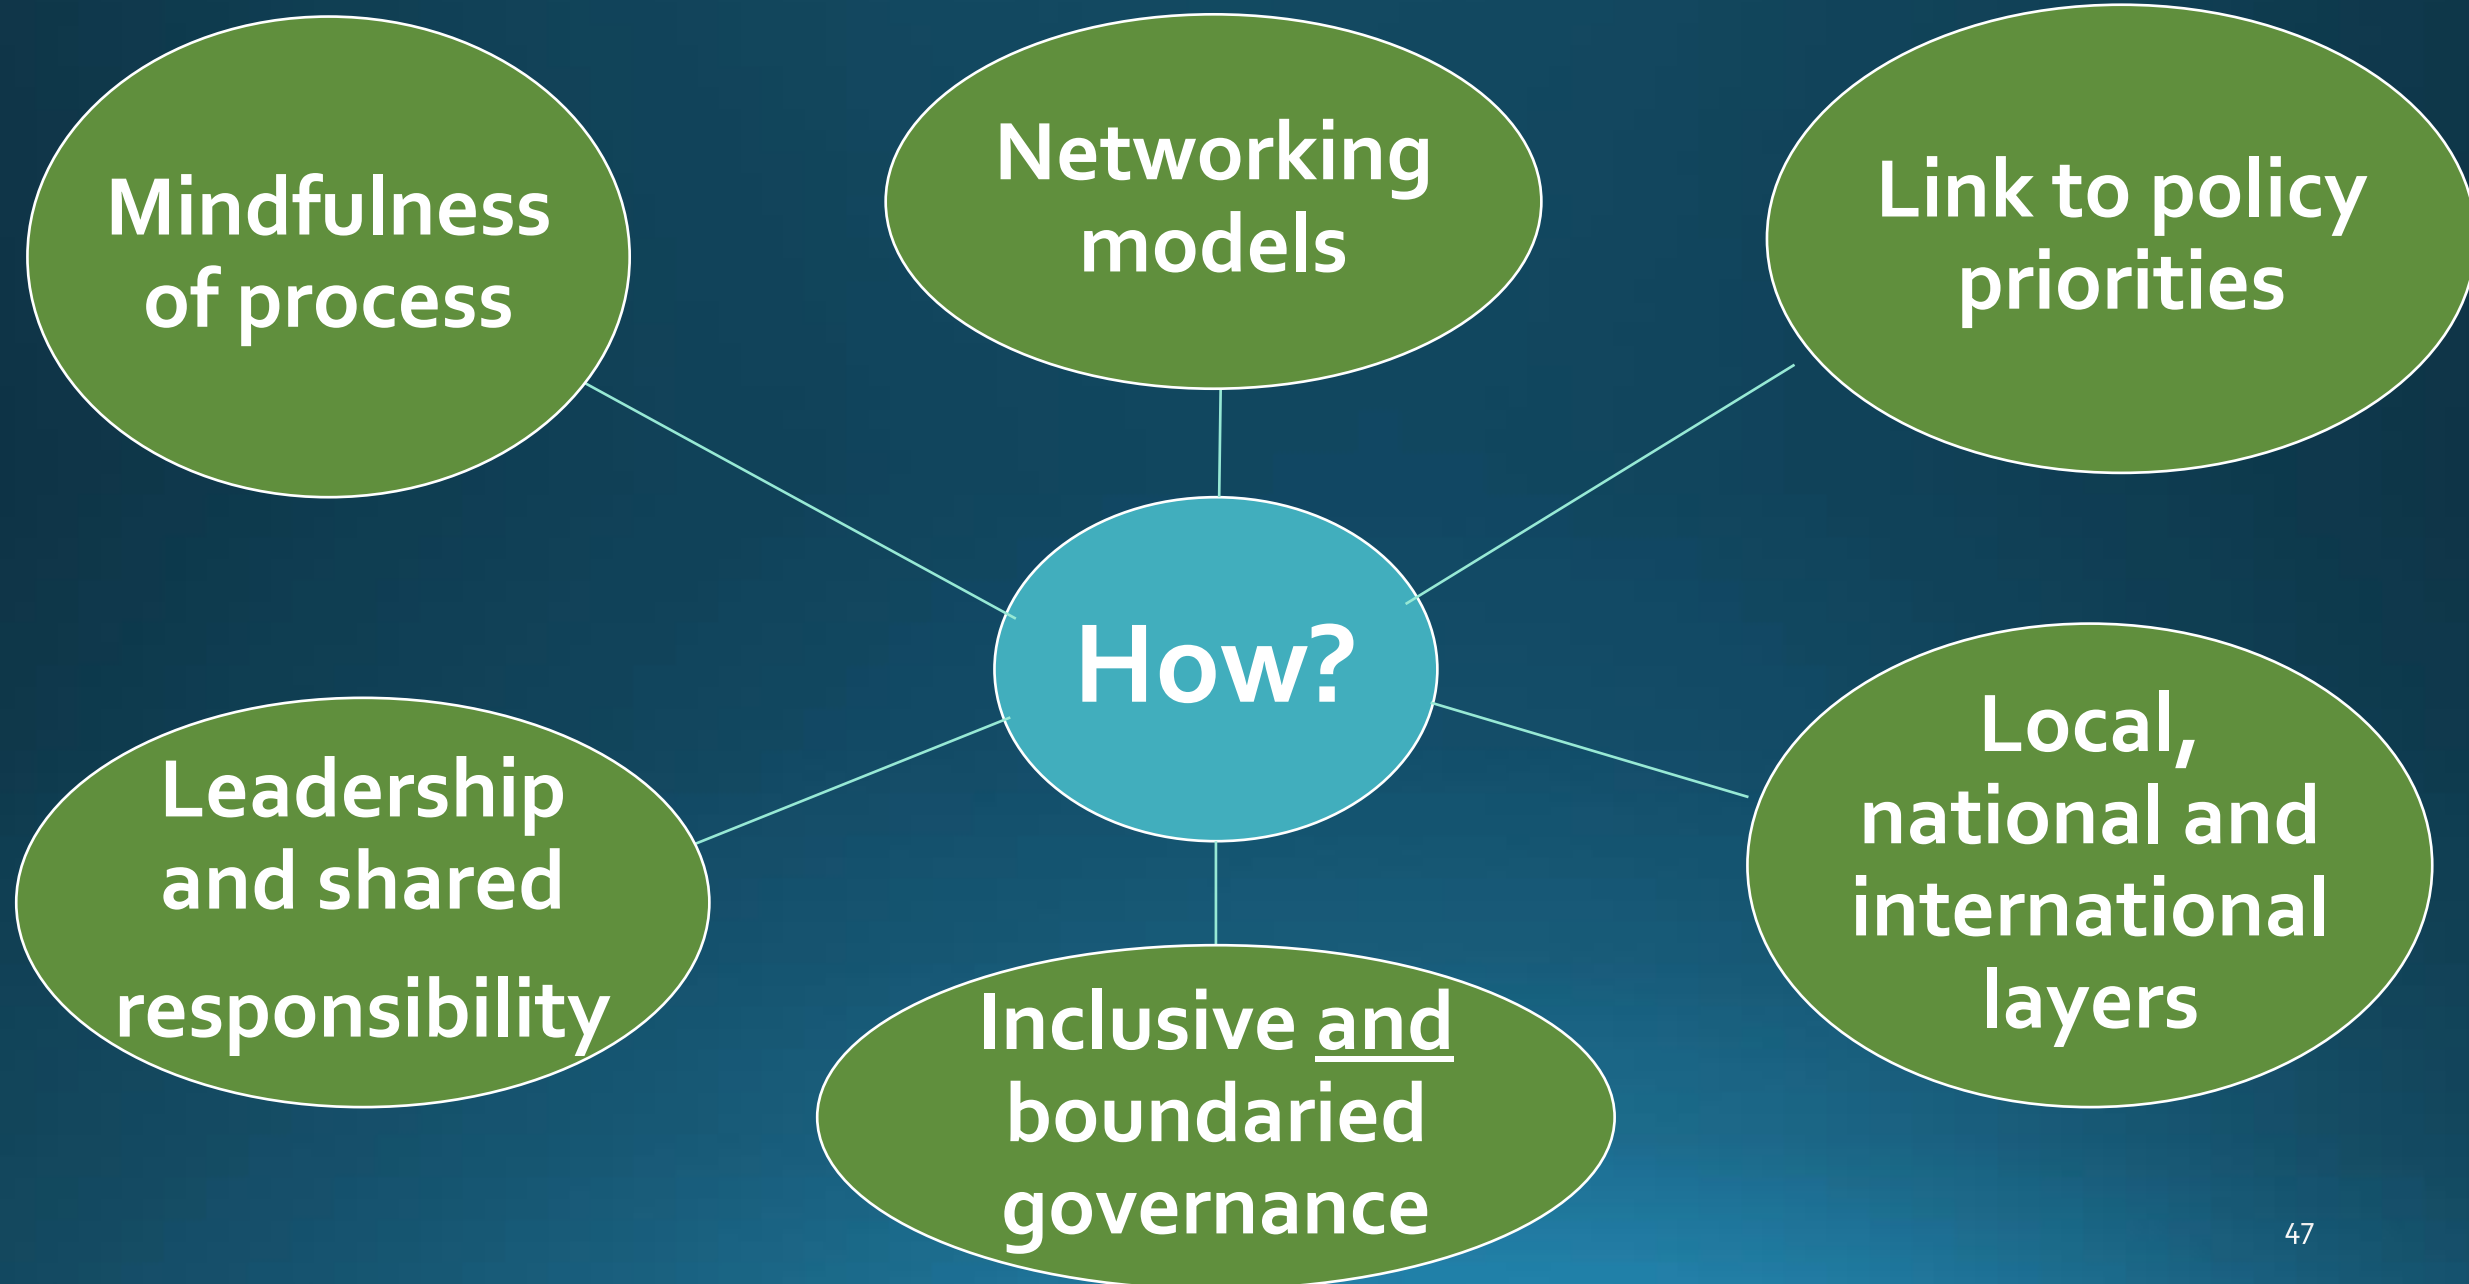 Mindfulness
of process
Networking
models
Link to policy
priorities
How?
Leadership
and shared
responsibility
Inclusive and
boundaried
governance
Local,
national and
international
layers
47